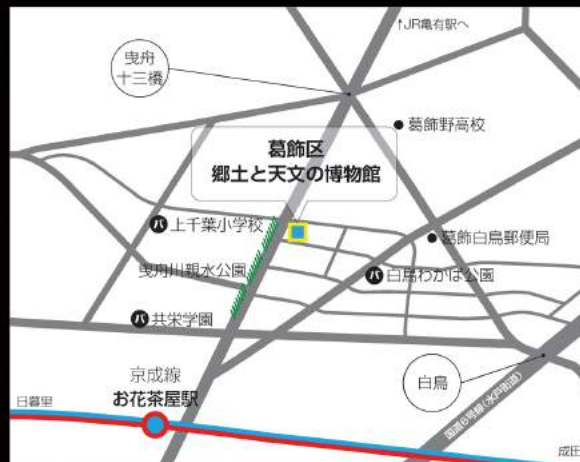 ↑JR亀有駅へ
曳舟
十三橋
葛飾野高校
葛飾区
郷土と天文の博物館
バ 上千葉小学校
葛飾白鳥郵便局
曳舟川親水公園
バ 白鳥わかば公園
バ 共栄学園
京成線
お花茶屋駅
白鳥
日暮里
国道6号線(水戸街道)
成田